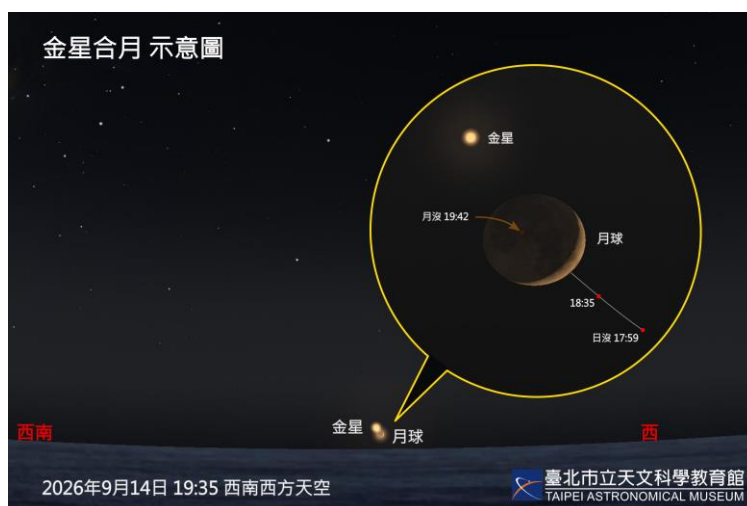 金星合月 示意圖
金星
月沒 19:42
月球
18:35
日沒 17:59
西南
金星
月球
西
2026年9月14日 19:35 西南西方天空
臺北市立天文科學教育館
TAIPEI ASTRONOMICAL MUSEUM